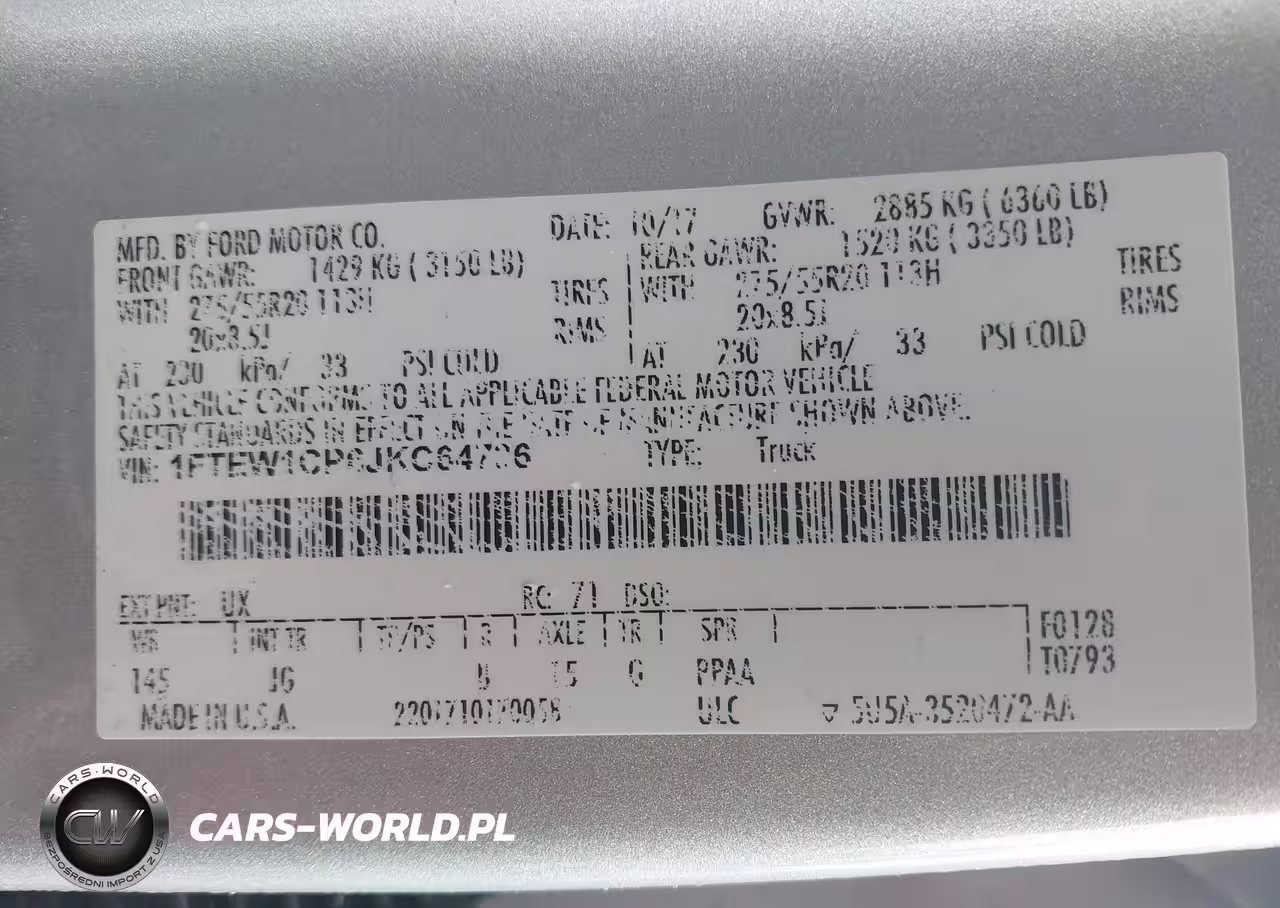 MFD. BY FORD MOTOR CO. DATE: 10/17 GVWR: 2885 KG ( 6360 LB)
FRONT GAWR: 1429 KG ( 3150 LB) REAR GAWR: 1520 KG ( 3350 LB)
WITH 275/55R20 113H TIRES WITH 275/55R20 113H TIRES
20x8.5J RIMS 20x8.5J RIMS
AT 230 kPa/ 33 PSI COLD AT 230 kPa/ 33 PSI COLD
THIS VEHICLE CONFORMS TO ALL APPLICABLE FEDERAL MOTOR VEHICLE
SAFETY STANDARDS IN EFFECT ON THE DATE OF MANUFACTURE SHOWN ABOVE.
VIN: TYPE: Truck
EXT PNT: UX RC: 71 DSO:
WB INT TR TP/PS R AXLE TR SPR F0128
145 JG 15 G PPAA T0793
MADE IN U.S.A. ULC 5U5A-3520472-AA
CARS-WORLD
CW
BEZPOŚREDNI IMPORT Z USA
CARS-WORLD.PL